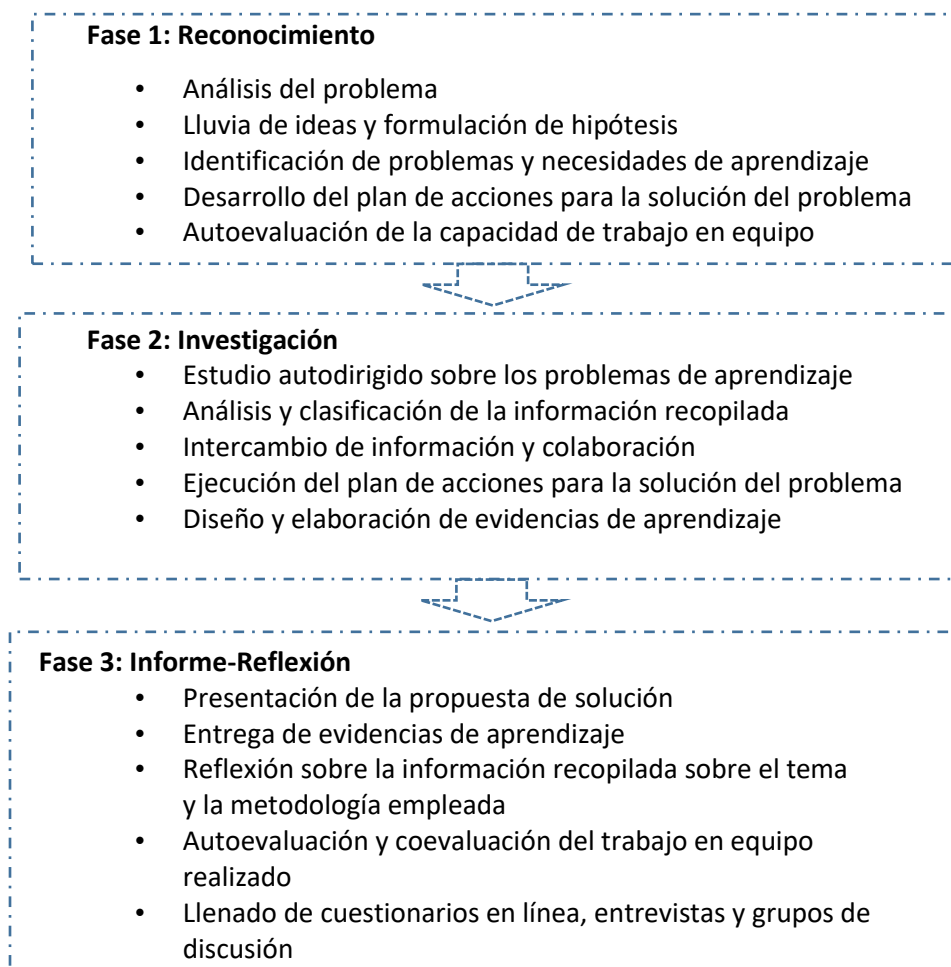 Fase 1: Reconocimiento
• Análisis del problema
• Lluvia de ideas y formulación de hipótesis
• Identificación de problemas y necesidades de aprendizaje
• Desarrollo del plan de acciones para la solución del problema
• Autoevaluación de la capacidad de trabajo en equipo
Fase 2: Investigación
• Estudio autodirigido sobre los problemas de aprendizaje
• Análisis y clasificación de la información recopilada
• Intercambio de información y colaboración
• Ejecución del plan de acciones para la solución del problema
• Diseño y elaboración de evidencias de aprendizaje
Fase 3: Informe-Reflexión
• Presentación de la propuesta de solución
• Entrega de evidencias de aprendizaje
• Reflexión sobre la información recopilada sobre el tema
y la metodología empleada
• Autoevaluación y coevaluación del trabajo en equipo
realizado
• Llenado de cuestionarios en línea, entrevistas y grupos de
discusión